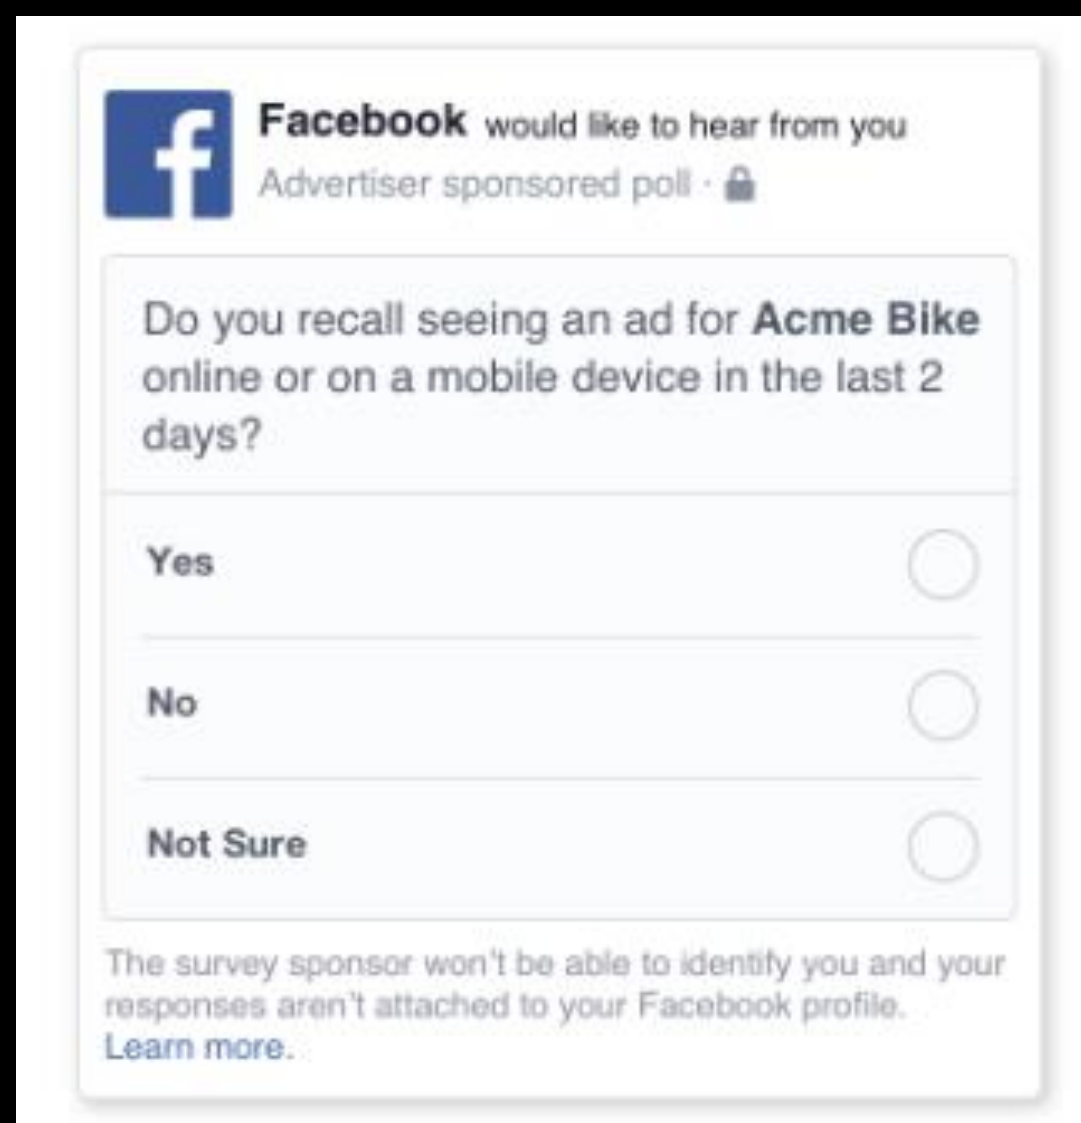 Facebook would like to hear from you
Advertiser sponsored poll ·
Do you recall seeing an ad for Acme Bike
online or on a mobile device in the last 2
days?
Yes
No
Not Sure
The survey sponsor won't be able to identify you and your
responses aren't attached to your Facebook profile.
Learn more.